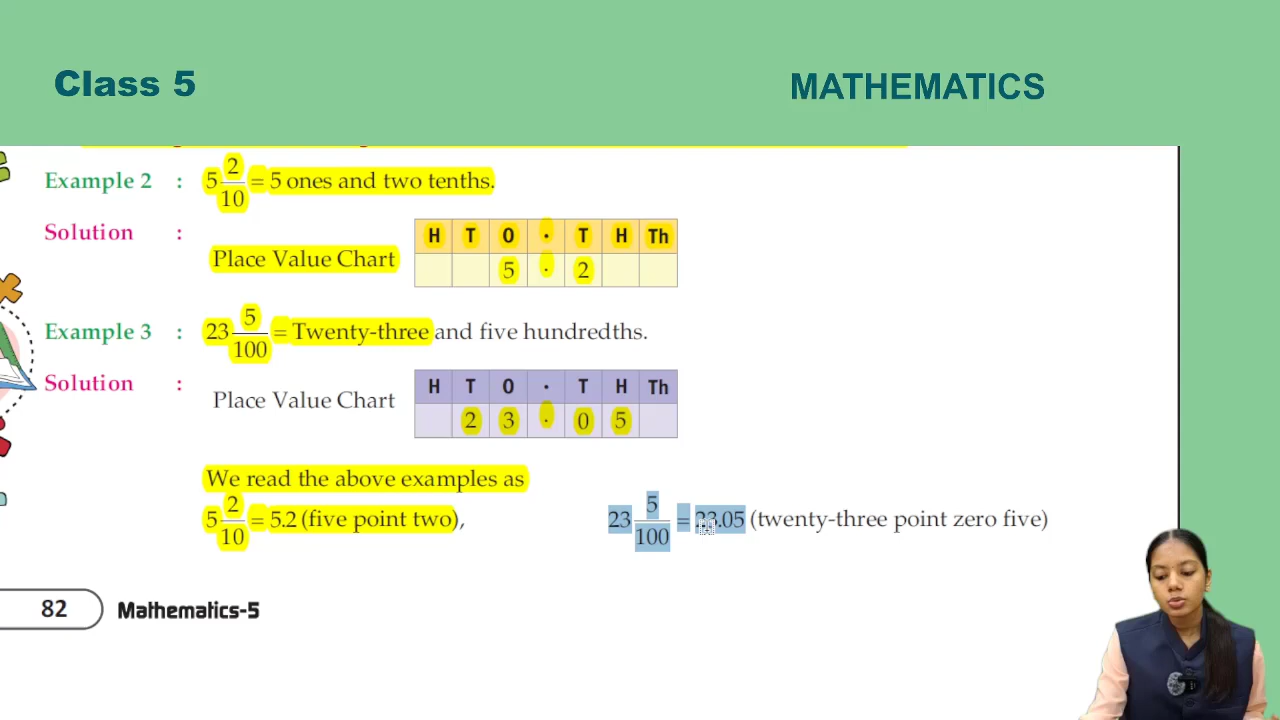 Class 5
MATHEMATICS
Example 2 : 5 2/10 = 5 ones and two tenths.
Solution :
Place Value Chart
H T O · T H Th
5 · 2
Example 3 : 23 5/100 = Twenty-three and five hundredths.
Solution :
Place Value Chart
H T O · T H Th
2 3 · 0 5
We read the above examples as
5 2/10 = 5.2 (five point two), 23 5/100 = 23.05 (twenty-three point zero five)
82 Mathematics-5